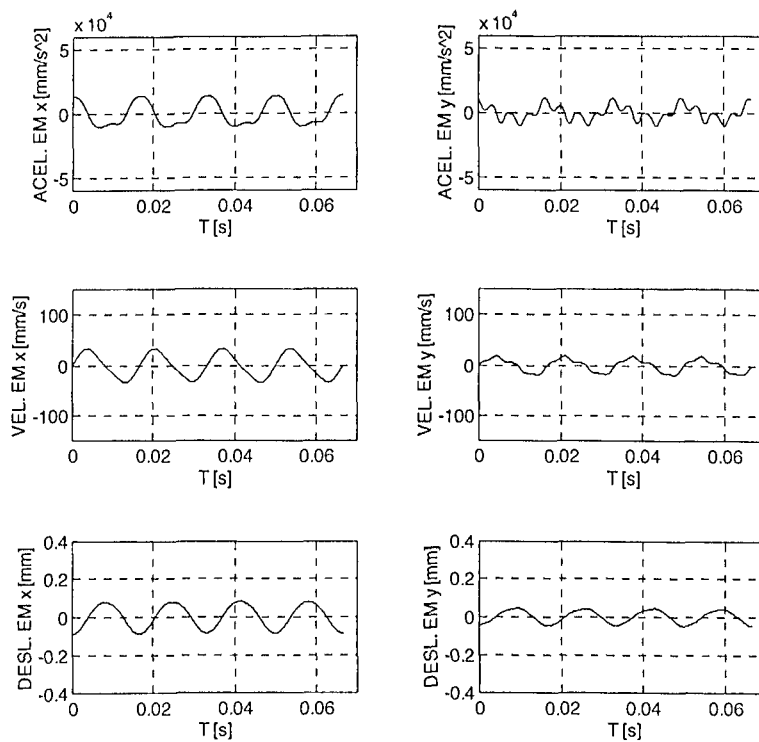 x 10^4
5
0
-5
ACEL. EM x [mm/s^2]
0 0.02 0.04 0.06
T [s]
x 10^4
5
0
-5
ACEL. EM y [mm/s^2]
0 0.02 0.04 0.06
T [s]
100
0
-100
VEL. EM x [mm/s]
0 0.02 0.04 0.06
T [s]
100
0
-100
VEL. EM y [mm/s]
0 0.02 0.04 0.06
T [s]
0.4
0.2
0
-0.2
-0.4
DESL. EM x [mm]
0 0.02 0.04 0.06
T [s]
0.4
0.2
0
-0.2
-0.4
DESL. EM y [mm]
0 0.02 0.04 0.06
T [s]